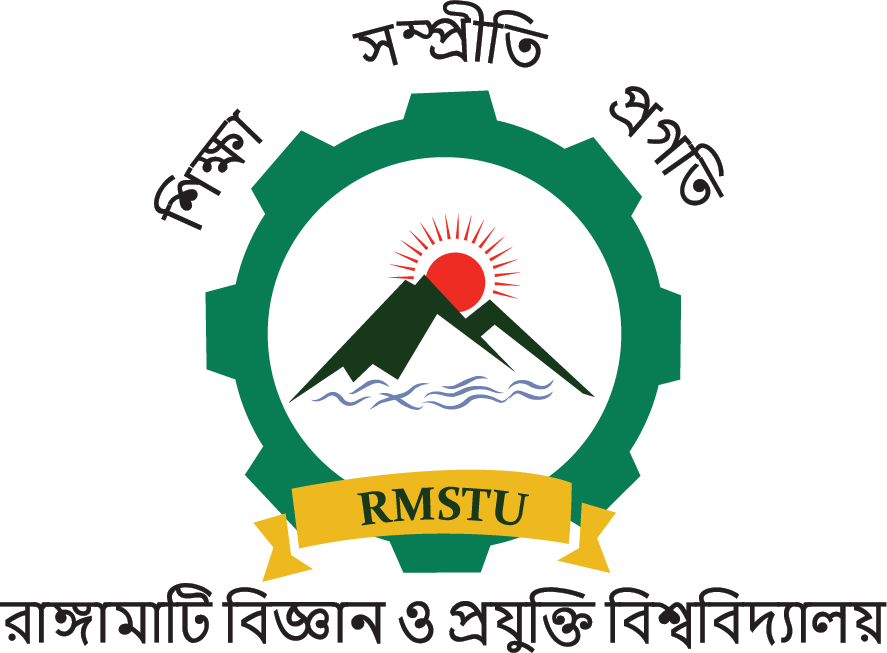 শিক্ষা
সম্প্রীতি
প্রগতি
RMSTU
রাঙ্গামাটি বিজ্ঞান ও প্রযুক্তি বিশ্ববিদ্যালয়